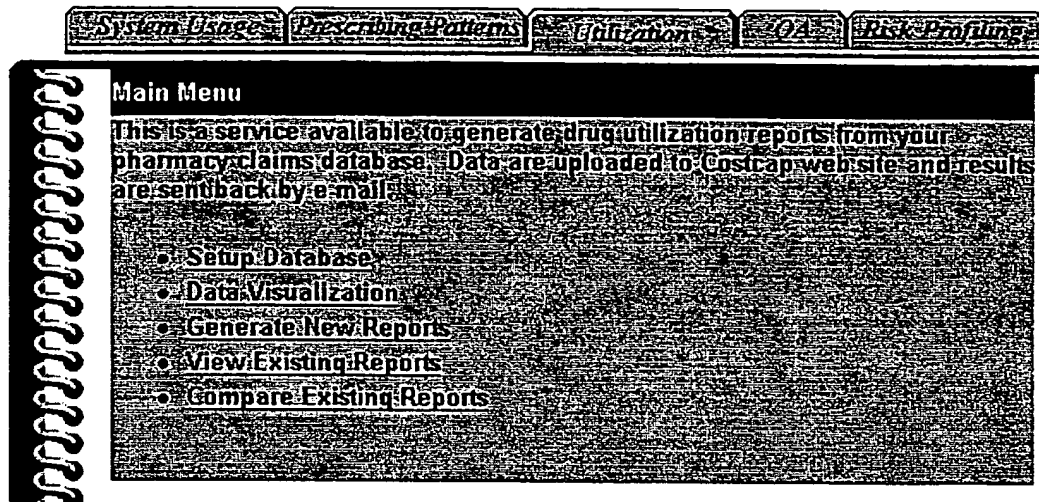 System Usage Prescribing Patterns Utilization QA Risk Profiling
Main Menu
This is a service available to generate drug utilization reports from your
pharmacy claims database. Data are uploaded to Costcap web site and results
are sent back by e-mail.
• Setup Database
• Data Visualization
• Generate New Reports
• View Existing Reports
• Compare Existing Reports